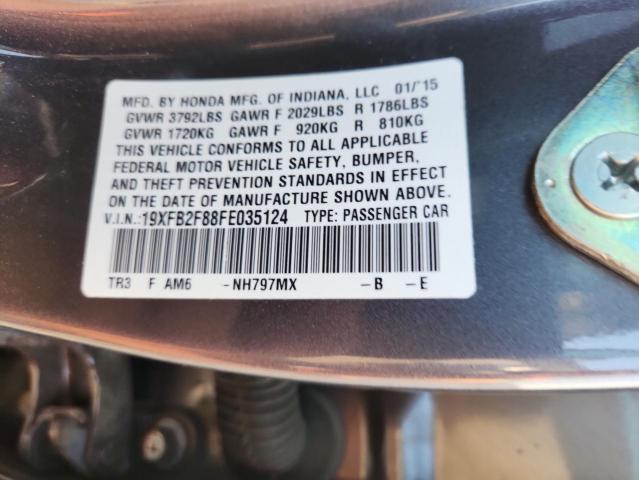 MFD. BY HONDA MFG. OF INDIANA, LLC 01/'15
GVWR 3792LBS GAWR F 2029LBS R 1786LBS
GVWR 1720KG GAWR F 920KG R 810KG
THIS VEHICLE CONFORMS TO ALL APPLICABLE
FEDERAL MOTOR VEHICLE SAFETY, BUMPER,
AND THEFT PREVENTION STANDARDS IN EFFECT
ON THE DATE OF MANUFACTURE SHOWN ABOVE.
V.I.N.:19XFB2F88FE035124 TYPE: PASSENGER CAR
TR3 F AM6 -NH797MX -B -E